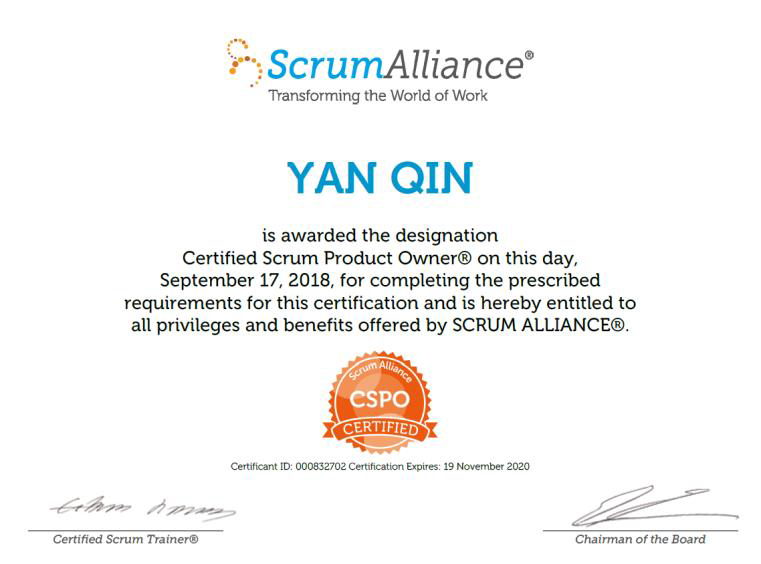 ScrumAlliance®
Transforming the World of Work
YAN QIN
is awarded the designation
Certified Scrum Product Owner® on this day,
September 17, 2018, for completing the prescribed
requirements for this certification and is hereby entitled to
all privileges and benefits offered by SCRUM ALLIANCE®.
Scrum Alliance
CSPO
CERTIFIED
Certificant ID: 000832702 Certification Expires: 19 November 2020
Certified Scrum Trainer®
Chairman of the Board